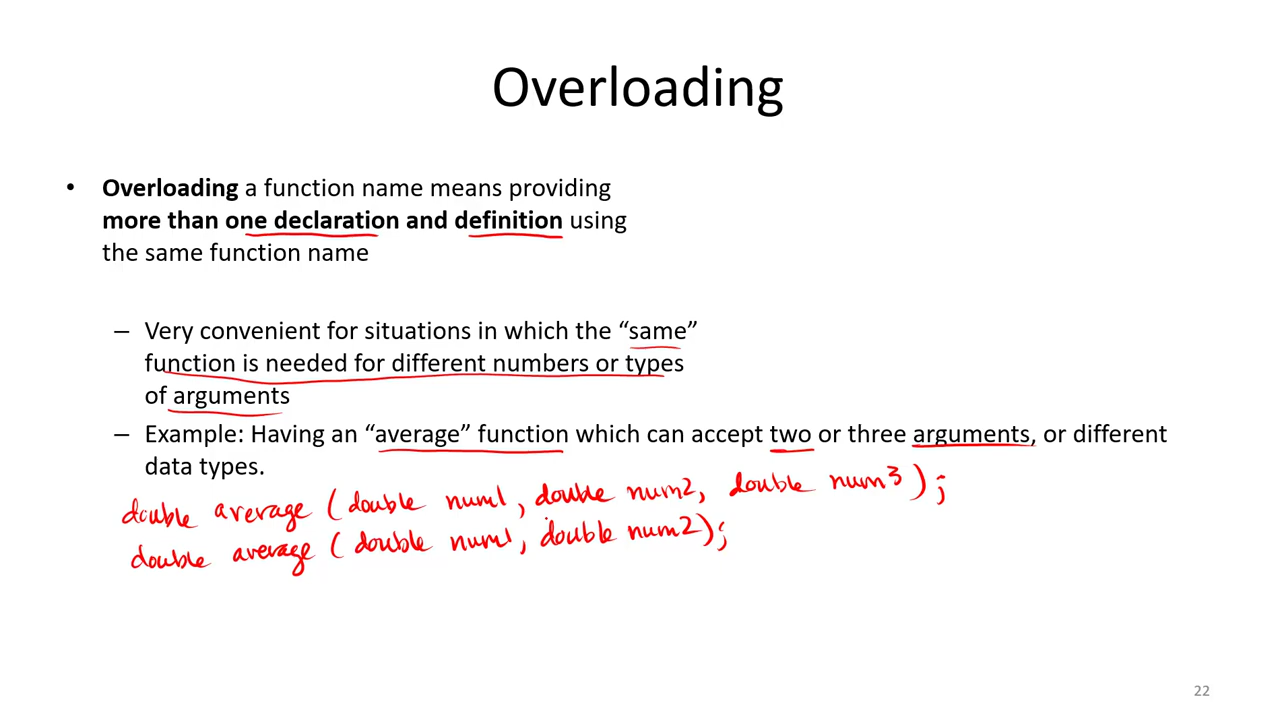 Overloading
• Overloading a function name means providing
more than one declaration and definition using
the same function name
– Very convenient for situations in which the “same”
function is needed for different numbers or types
of arguments
– Example: Having an “average” function which can accept two or three arguments, or different
data types.
double average (double num1, double num2, double num3);
double average (double num1, double num2);
22